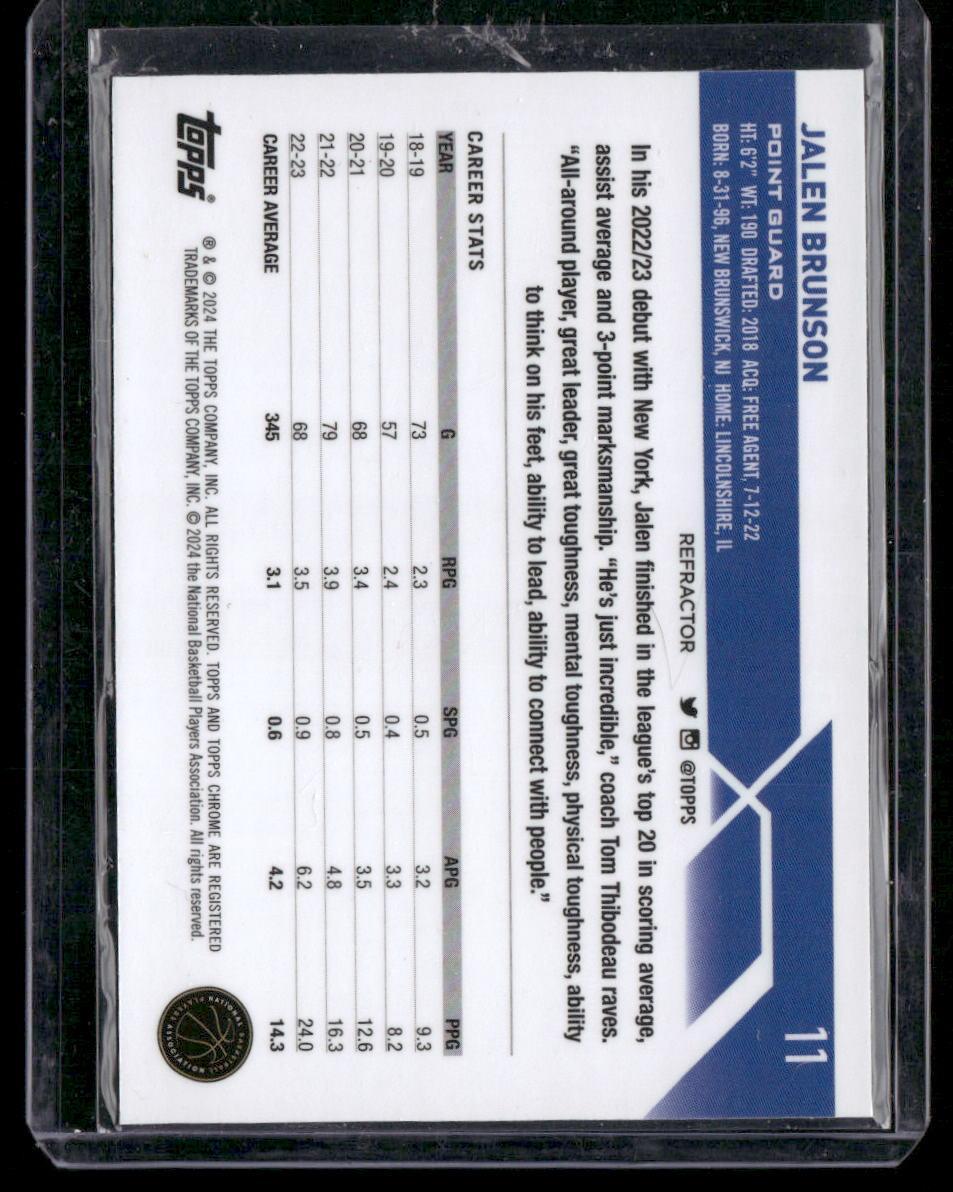 JALEN BRUNSON
11
POINT GUARD
HT: 6'2" WT: 190 DRAFTED: 2018 ACQ: FREE AGENT, 7-12-22
BORN: 8-31-96, NEW BRUNSWICK, NJ HOME: LINCOLNSHIRE, IL
REFRACTOR @TOPPS
In his 2022/23 debut with New York, Jalen finished in the league's top 20 in scoring average,
assist average and 3-point marksmanship. "He's just incredible," coach Tom Thibodeau raves.
"All-around player, great leader, great toughness, mental toughness, physical toughness, ability
to think on his feet, ability to lead, ability to connect with people."
CAREER STATS
YEAR G RPG SPG APG PPG
18-19 73 2.3 0.5 3.2 9.3
19-20 57 2.4 0.4 3.3 8.2
20-21 68 3.4 0.5 3.5 12.6
21-22 79 3.9 0.8 4.8 16.3
22-23 68 3.5 0.9 6.2 24.0
CAREER AVERAGE 345 3.1 0.6 4.2 14.3
topps®
® & © 2024 THE TOPPS COMPANY, INC. ALL RIGHTS RESERVED. TOPPS AND TOPPS CHROME ARE REGISTERED
TRADEMARKS OF THE TOPPS COMPANY, INC. © 2024 the National Basketball Players Association. All rights reserved.
NATIONAL BASKETBALL
PLAYERS ASSOCIATION